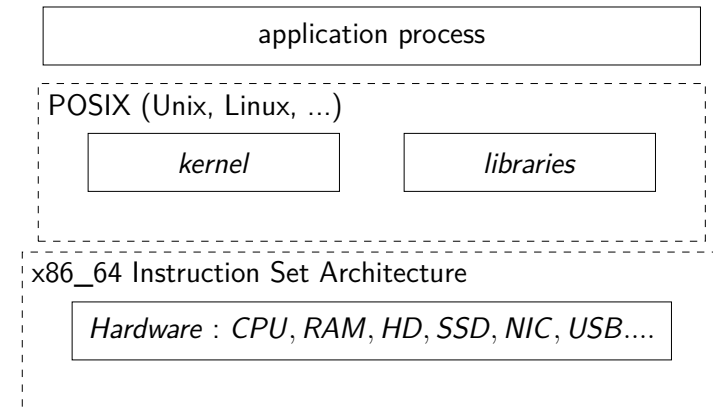 application process
POSIX (Unix, Linux, ...)
kernel
libraries
x86_64 Instruction Set Architecture
Hardware : CPU, RAM, HD, SSD, NIC, USB....